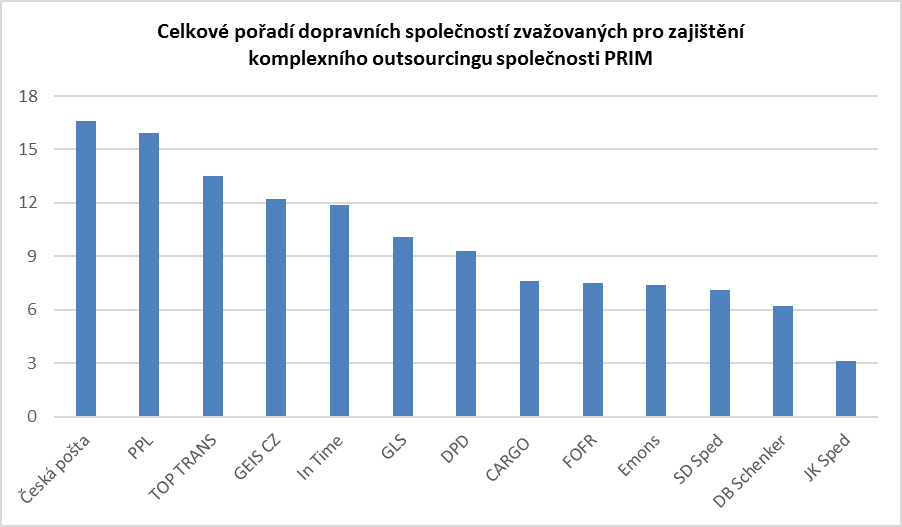 Celkové pořadí dopravních společností zvažovaných pro zajištění
komplexního outsourcingu společnosti PRIM
18
15
12
9
6
3
0
Česká pošta
PPL
TOP TRANS
GEIS CZ
In Time
GLS
DPD
CARGO
FOFR
Emons
SD Sped
DB Schenker
JK Sped